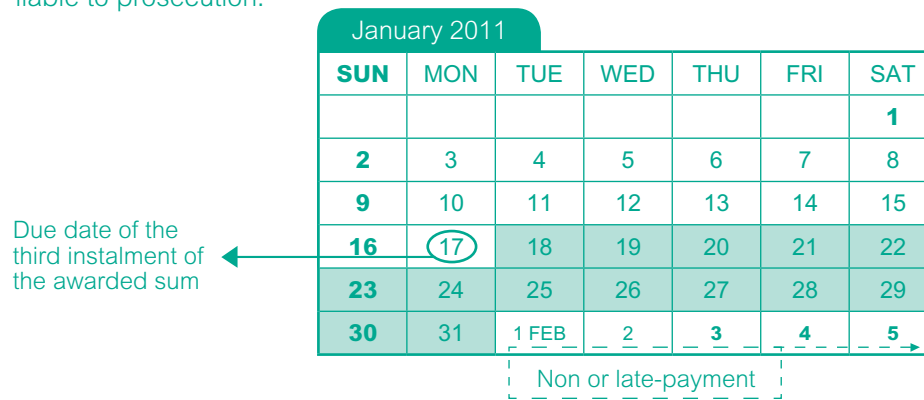 liable to prosecution.
January 2011
SUN MON TUE WED THU FRI SAT
1
2 3 4 5 6 7 8
9 10 11 12 13 14 15
16 17 18 19 20 21 22
23 24 25 26 27 28 29
30 31 1 FEB 2 3 4 5
Due date of the
third instalment of
the awarded sum
Non or late-payment